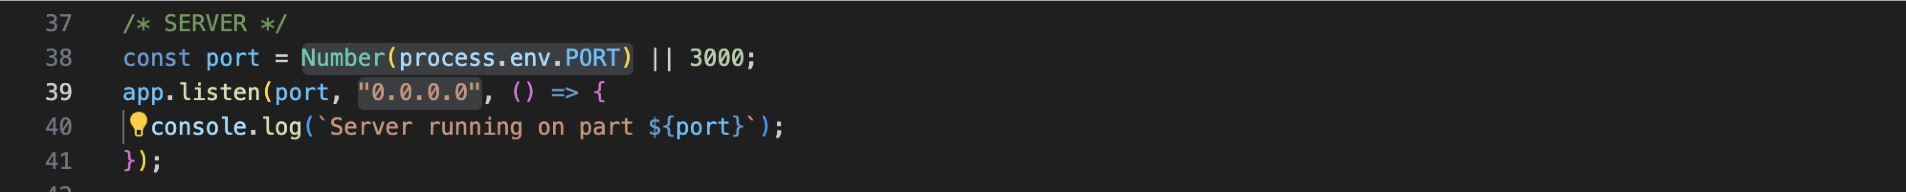 37 /* SERVER */
38 const port = Number(process.env.PORT) || 3000;
39 app.listen(port, "0.0.0.0", () => {
40 console.log(`Server running on part ${port}`);
41 });